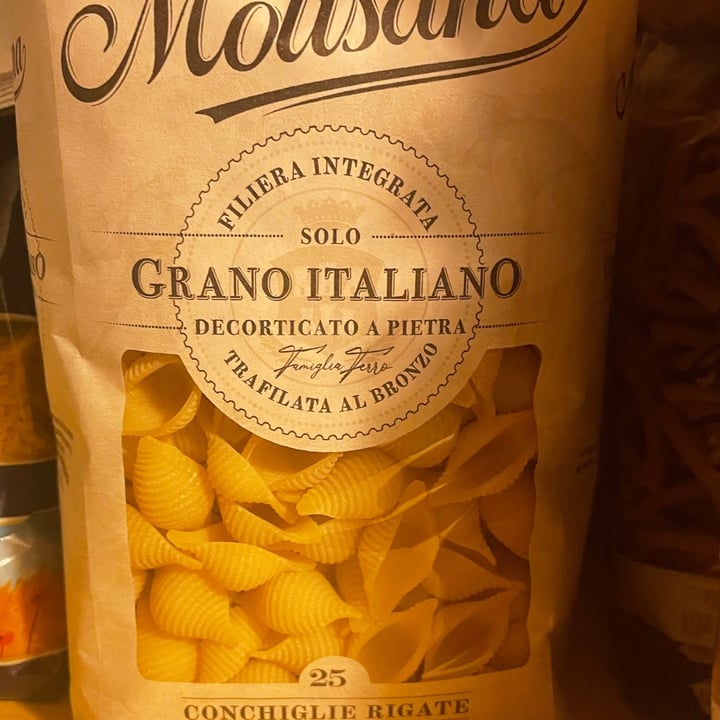 Molisana
FILIERA INTEGRATA
SOLO
GRANO ITALIANO
DECORTICATO A PIETRA
Famiglia Ferro
TRAFILATA AL BRONZO
25
CONCHIGLIE RIGATE